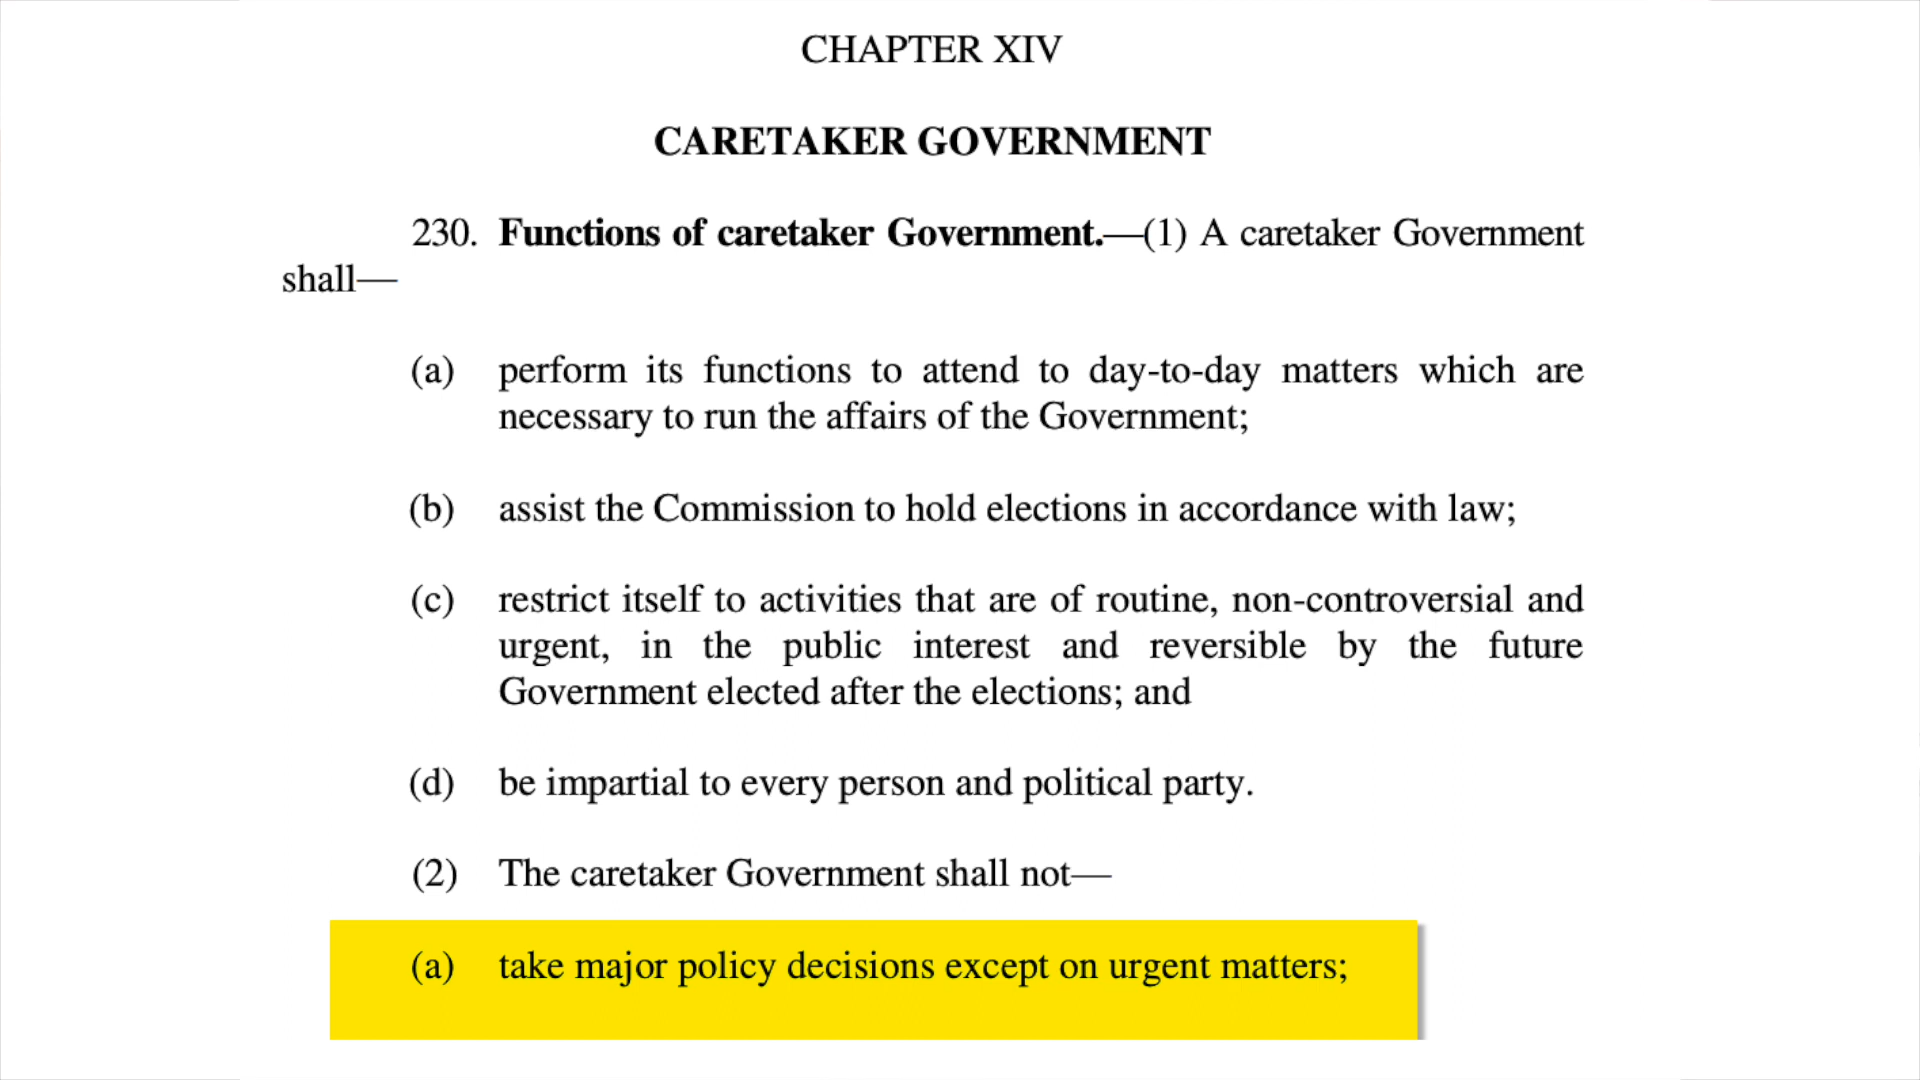 CHAPTER XIV
CARETAKER GOVERNMENT
230. Functions of caretaker Government.—(1) A caretaker Government
shall—
(a) perform its functions to attend to day-to-day matters which are
necessary to run the affairs of the Government;
(b) assist the Commission to hold elections in accordance with law;
(c) restrict itself to activities that are of routine, non-controversial and
urgent, in the public interest and reversible by the future
Government elected after the elections; and
(d) be impartial to every person and political party.
(2) The caretaker Government shall not—
(a) take major policy decisions except on urgent matters;